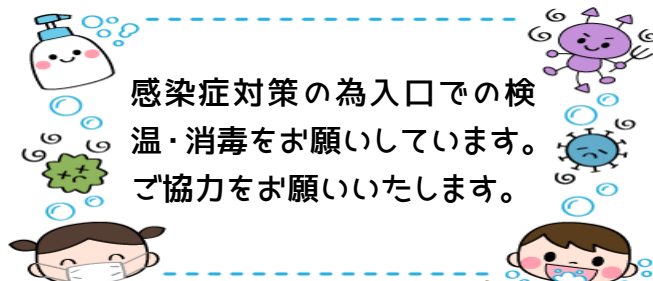 感染症対策の為入口での検
温・消毒をお願いしています。
ご協力をお願いいたします。